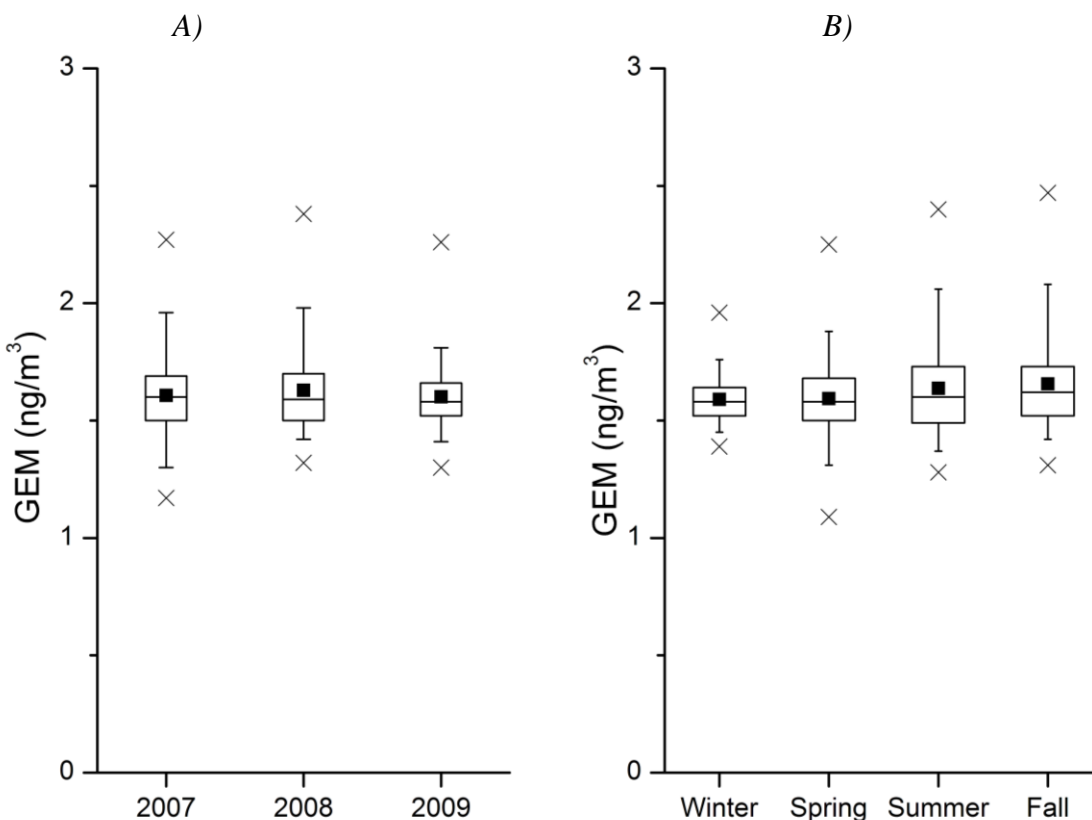 A)
3
2
1
0
GEM (ng/m³)
2007 2008 2009
B)
3
2
1
0
GEM (ng/m³)
Winter Spring Summer Fall